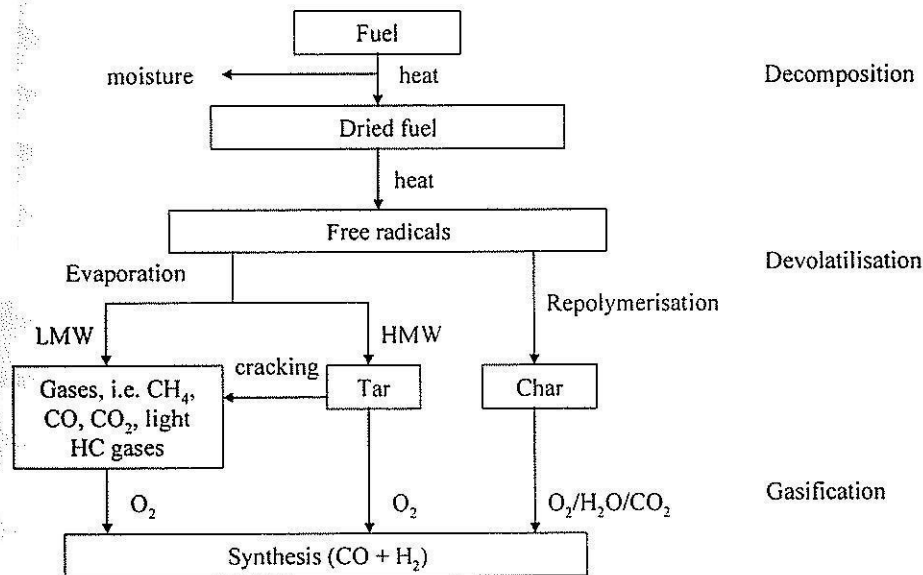 Fuel
moisture
heat
Decomposition
Dried fuel
heat
Free radicals
Evaporation
Devolatilisation
Repolymerisation
LMW
HMW
cracking
Gases, i.e. CH₄,
CO, CO₂, light
HC gases
Tar
Char
O₂
O₂
O₂/H₂O/CO₂
Gasification
Synthesis (CO + H₂)